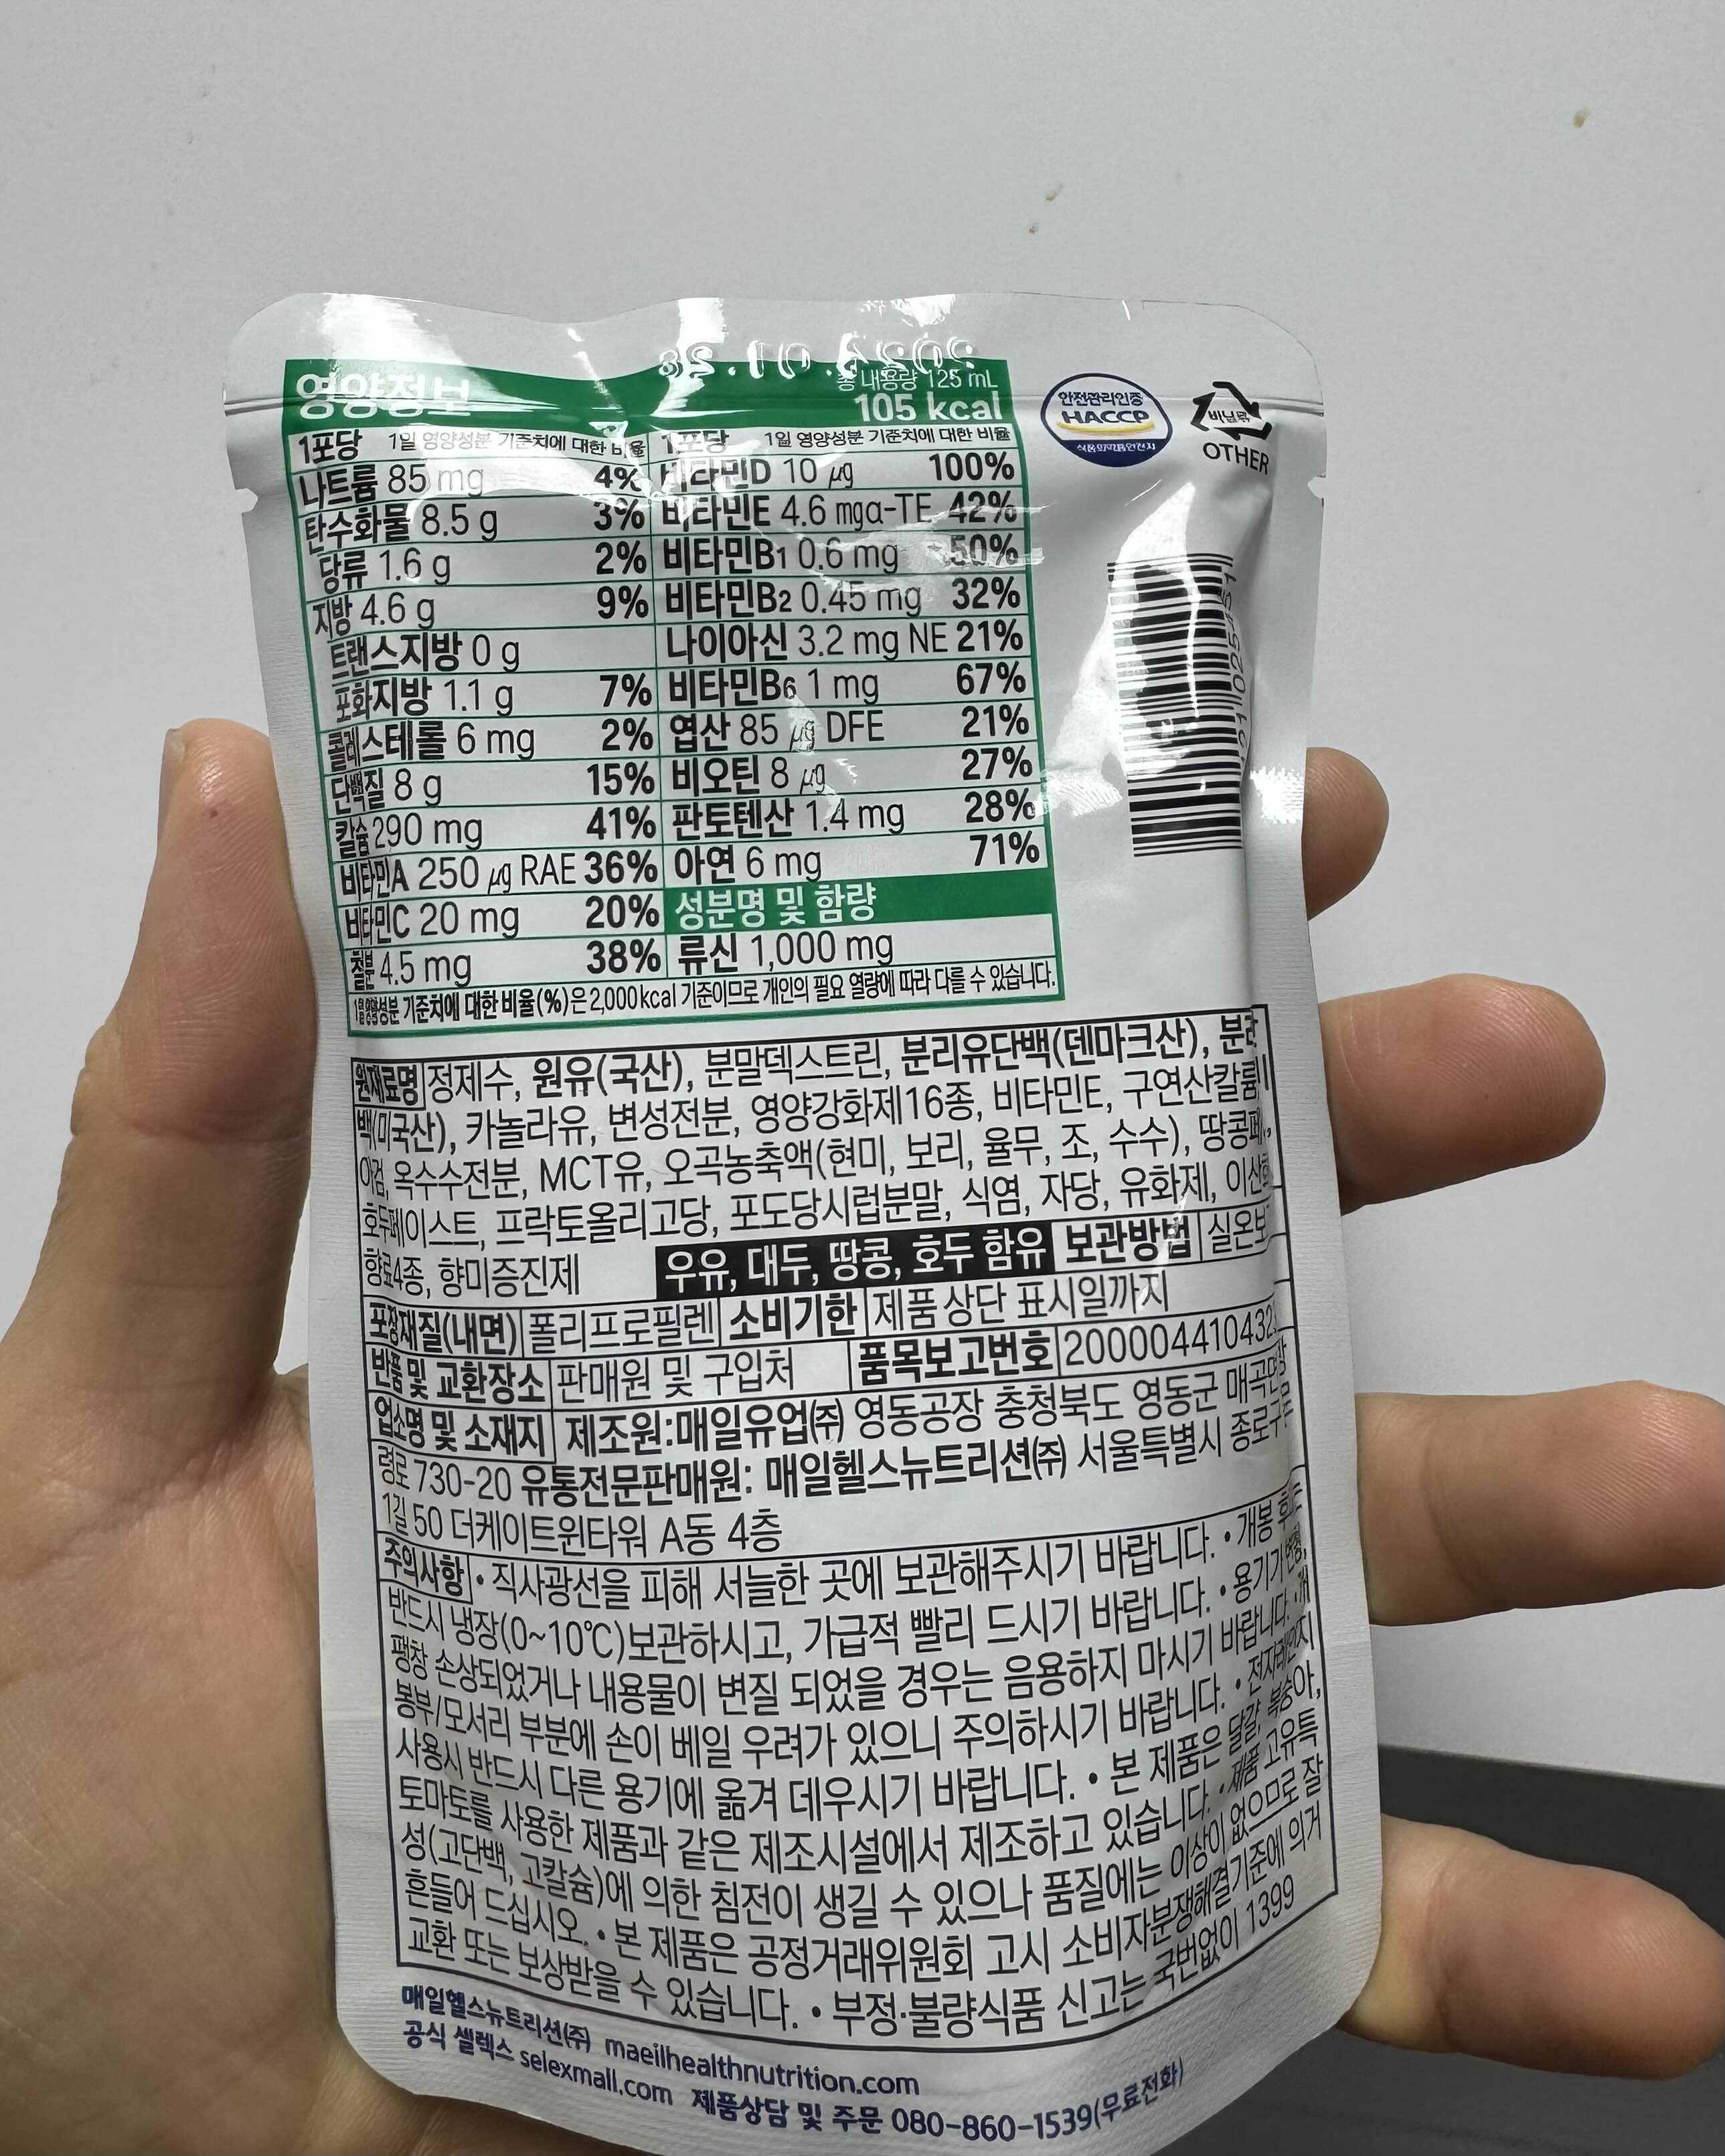 영양정보
총 내용량 125 mL
105 kcal
1포당 1일 영양성분 기준치에 대한 비율
나트륨 85 mg 4%
탄수화물 8.5 g 3%
당류 1.6 g 2%
지방 4.6 g 9%
트랜스지방 0 g
포화지방 1.1 g 7%
콜레스테롤 6 mg 2%
단백질 8 g 15%
칼슘 290 mg 41%
비타민A 250 μg RAE 36%
비타민C 20 mg 20%
철분 4.5 mg 38%
1포당 1일 영양성분 기준치에 대한 비율
비타민D 10 μg 100%
비타민E 4.6 mgα-TE 42%
비타민B1 0.6 mg 50%
비타민B2 0.45 mg 32%
나이아신 3.2 mg NE 21%
비타민B6 1 mg 67%
엽산 85 μg DFE 21%
비오틴 8 μg 27%
판토텐산 1.4 mg 28%
아연 6 mg 71%
성분명 및 함량
류신 1,000 mg
1일 영양성분 기준치에 대한 비율(%)은 2,000 kcal 기준이므로 개인의 필요 열량에 따라 다를 수 있습니다.
안전관리인증
HACCP
비닐류
OTHER
원재료명 정제수, 원유(국산), 분말덱스트린, 분리유단백(덴마크산),
백(미국산), 카놀라유, 변성전분, 영양강화제16종, 비타민E, 구연산칼륨
아검, 옥수수전분, MCT유, 오곡농축액(현미, 보리, 율무, 조, 수수),
호두페이스트, 프락토올리고당, 포도당시럽분말, 식염, 자당, 유화제,
향료4종, 향미증진제 우유, 대두, 땅콩, 호두 함유 보관방법
포장재질(내면) 폴리프로필렌 소비기한 제품 상단 표시일까지
반품 및 교환장소 판매원 및 구입처 품목보고번호
업소명 및 소재지 제조원:매일유업(주) 영동공장 충청북도 영동군
령로 730-20 유통전문판매원: 매일헬스뉴트리션(주) 서울특별시
1길 50 더케이트윈타워 A동 4층
주의사항 • 직사광선을 피해 서늘한 곳에 보관해주시기 바랍니다. • 개봉
반드시 냉장(0~10℃)보관하시고, 가급적 빨리 드시기 바랍니다. • 용기가
팽창 손상되었거나 내용물이 변질 되었을 경우는 음용하지 마시기 바랍니다.
봉부/모서리 부분에 손이 베일 우려가 있으니 주의하시기 바랍니다. • 전자레인지
사용시 반드시 다른 용기에 옮겨 데우시기 바랍니다. • 본 제품은 달걀, 복숭아,
토마토를 사용한 제품과 같은 제조시설에서 제조하고 있습니다. • 제품 고유특
성(고단백, 고칼슘)에 의한 침전이 생길 수 있으나 품질에는 이상이 없으므로 잘
흔들어 드십시오. • 본 제품은 공정거래위원회 고시 소비자분쟁해결기준에 의거
교환 또는 보상받을 수 있습니다. • 부정·불량식품 신고는 국번없이 1399
매일헬스뉴트리션(주) maeilhealthnutrition.com
공식 셀렉스 selexmall.com 제품상담 및 주문 080-860-1539(무료전화)